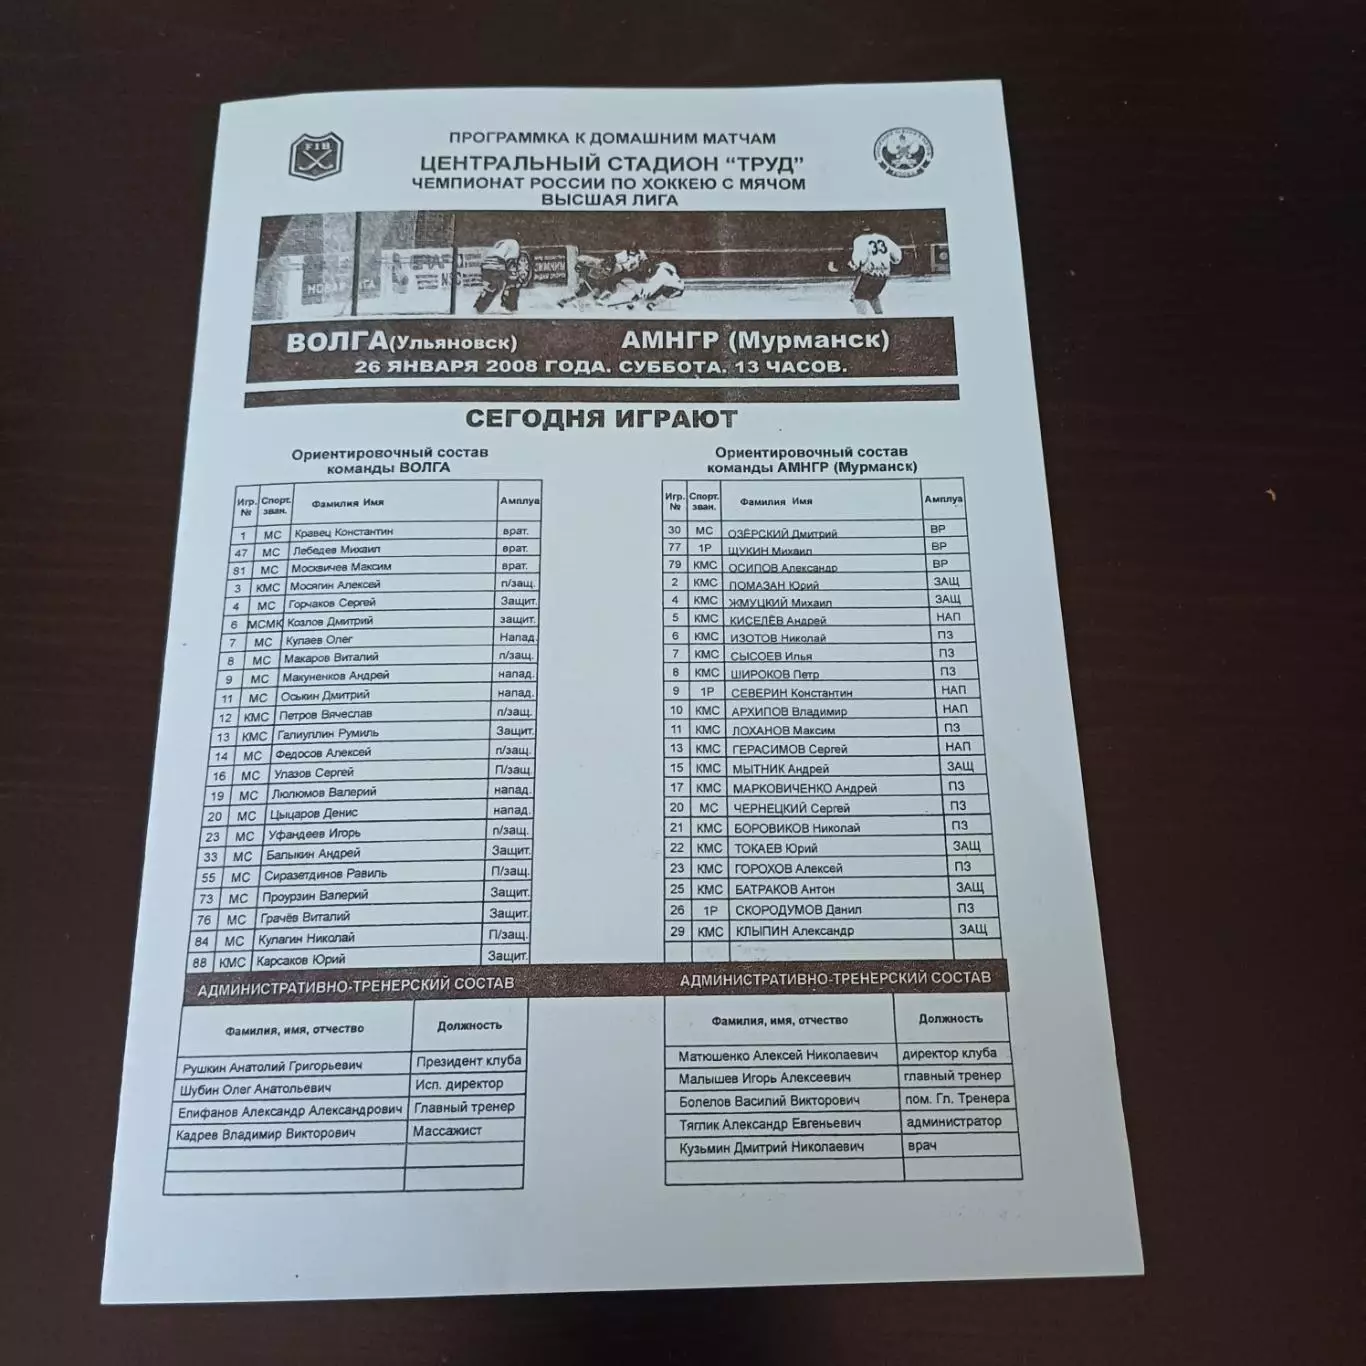 FIB
ПРОГРАММКА К ДОМАШНИМ МАТЧАМ
ЦЕНТРАЛЬНЫЙ СТАДИОН “ТРУД”
ЧЕМПИОНАТ РОССИИ ПО ХОККЕЮ С МЯЧОМ
ВЫСШАЯ ЛИГА
33
ВОЛГА(Ульяновск) АМНГР (Мурманск)
26 ЯНВАРЯ 2008 ГОДА. СУББОТА. 13 ЧАСОВ.
СЕГОДНЯ ИГРАЮТ
Ориентировочный состав
команды ВОЛГА
Игр. № Спорт. зван. Фамилия Имя Амплуа
1 МС Кравец Константин врат.
47 МС Лебедев Михаил врат.
81 МС Москвичев Максим врат.
3 КМС Мосягин Алексей п/защ.
4 МС Горчаков Сергей Защит.
6 МСМК Козлов Дмитрий защит.
7 МС Кулаев Олег Напад.
8 МС Макаров Виталий п/защ.
9 МС Макуненков Андрей напад.
11 МС Оськин Дмитрий напад.
12 КМС Петров Вячеслав п/защ.
13 КМС Галиуллин Румиль Защит.
14 МС Федосов Алексей п/защ.
16 МС Улазов Сергей П/защ.
19 МС Люлюмов Валерий напад.
20 МС Цыцаров Денис напад.
23 МС Уфандеев Игорь п/защ.
33 МС Балыкин Андрей Защит.
55 МС Сиразетдинов Равиль П/защ.
73 МС Проурзин Валерий Защит.
76 МС Грачёв Виталий Защит.
84 МС Кулагин Николай П/защ.
88 КМС Карсаков Юрий Защит.
АДМИНИСТРАТИВНО-ТРЕНЕРСКИЙ СОСТАВ
Фамилия, имя, отчество Должность
Рушкин Анатолий Григорьевич Президент клуба
Шубин Олег Анатольевич Исп. директор
Епифанов Александр Александрович Главный тренер
Кадрев Владимир Викторович Массажист
Ориентировочный состав
команды АМНГР (Мурманск)
Игр. № Спорт. зван. Фамилия Имя Амплуа
30 МС ОЗЁРСКИЙ Дмитрий ВР
77 1Р ЩУКИН Михаил ВР
79 КМС ОСИПОВ Александр ВР
2 КМС ПОМАЗАН Юрий ЗАЩ
4 КМС ЖМУЦКИЙ Михаил ЗАЩ
5 КМС КИСЕЛЁВ Андрей НАП
6 КМС ИЗОТОВ Николай ПЗ
7 КМС СЫСОЕВ Илья ПЗ
8 КМС ШИРОКОВ Петр ПЗ
9 1Р СЕВЕРИН Константин НАП
10 КМС АРХИПОВ Владимир НАП
11 КМС ЛОХАНОВ Максим ПЗ
13 КМС ГЕРАСИМОВ Сергей НАП
15 КМС МЫТНИК Андрей ЗАЩ
17 КМС МАРКОВИЧЕНКО Андрей ПЗ
20 МС ЧЕРНЕЦКИЙ Сергей ПЗ
21 КМС БОРОВИКОВ Николай ПЗ
22 КМС ТОКАЕВ Юрий ЗАЩ
23 КМС ГОРОХОВ Алексей ПЗ
25 КМС БАТРАКОВ Антон ЗАЩ
26 1Р СКОРОДУМОВ Данил ПЗ
29 КМС КЛЫПИН Александр ЗАЩ
АДМИНИСТРАТИВНО-ТРЕНЕРСКИЙ СОСТАВ
Фамилия, имя, отчество Должность
Матюшенко Алексей Николаевич директор клуба
Малышев Игорь Алексеевич главный тренер
Болелов Василий Викторович пом. Гл. Тренера
Тяглик Александр Евгеньевич администратор
Кузьмин Дмитрий Николаевич врач